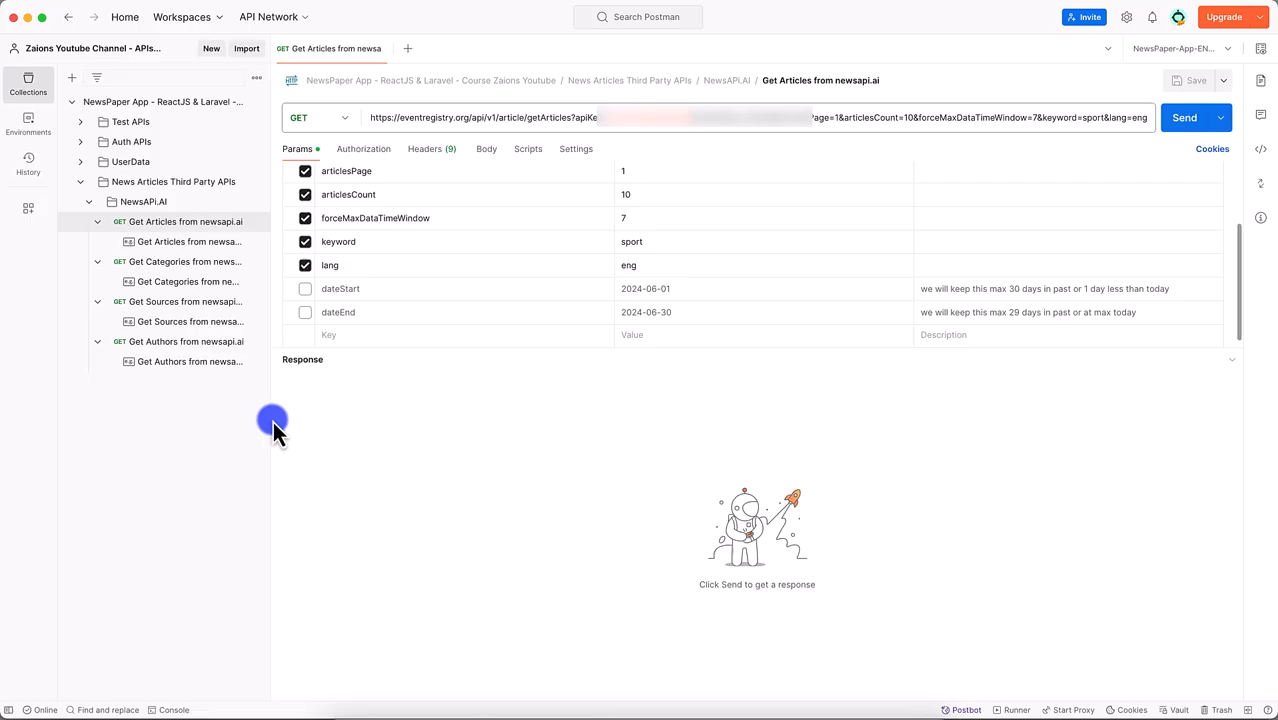 Home Workspaces API Network Search Postman Invite Upgrade
Zaions Youtube Channel - APIs... New Import GET Get Articles from newsa NewsPaper-App-EN...
Collections
Environments
History
NewsPaper App - ReactJS & Laravel -...
Test APIs
Auth APIs
UserData
News Articles Third Party APIs
NewsAPi.AI
GET Get Articles from newsapi.ai
Get Articles from newsa...
GET Get Categories from news...
Get Categories from ne...
GET Get Sources from newsapi...
Get Sources from newsa...
GET Get Authors from newsapi.ai
Get Authors from newsa...
NewsPaper App - ReactJS & Laravel - Course Zaions Youtube / News Articles Third Party APIs / NewsAPi.AI / Get Articles from newsapi.ai Save
GET https://eventregistry.org/api/v1/article/getArticles?apiKe Page=1&articlesCount=10&forceMaxDataTimeWindow=7&keyword=sport&lang=eng Send
Params Authorization Headers (9) Body Scripts Settings Cookies
articlesPage 1
articlesCount 10
forceMaxDataTimeWindow 7
keyword sport
lang eng
dateStart 2024-06-01 we will keep this max 30 days in past or 1 day less than today
dateEnd 2024-06-30 we will keep this max 29 days in past or at max today
Key Value Description
Response
Click Send to get a response
Online Find and replace Console Postbot Runner Start Proxy Cookies Vault Trash